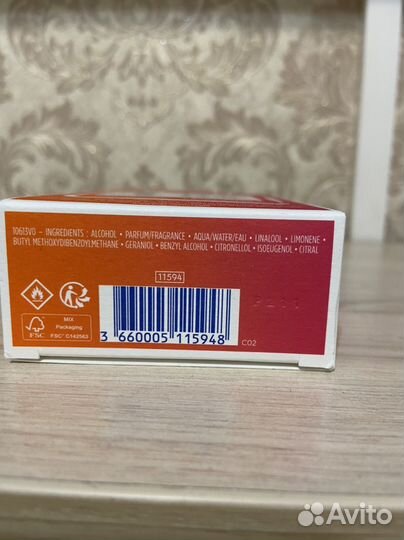 10613V0 – INGREDIENTS : ALCOHOL • PARFUM/FRAGRANCE • AQUA/WATER/EAU • LINALOOL • LIMONENE •
BUTYL METHOXYDIBENZOYLMETHANE • GERANIOL • BENZYL ALCOHOL • CITRONELLOL • ISOEUGENOL • CITRAL
11594
MIX
Packaging
FSC
FSC® C142563
3 660005 115948
C02
Avito